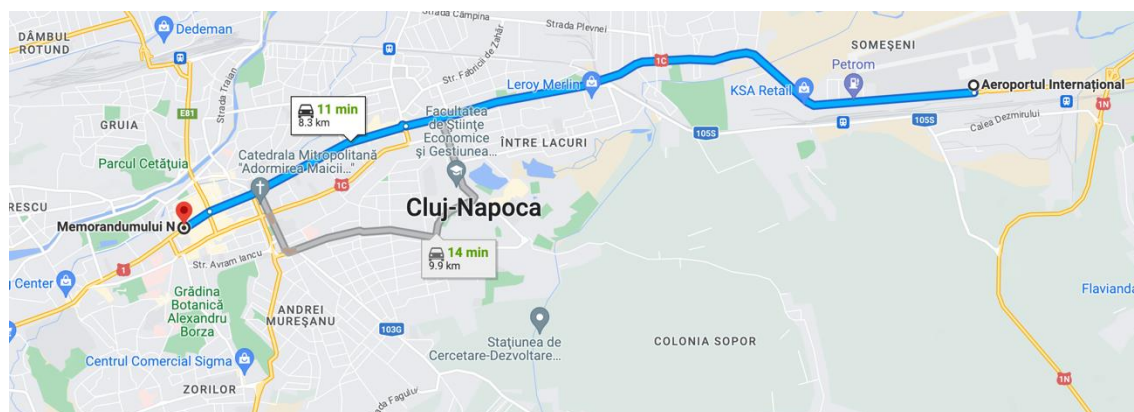 Strada Câmpina
Dedeman
Strada Plevnei
DÂMBUL
ROTUND
SOMEȘENI
1C
Str. Fabricii de Zahăr
Petrom
Strada Traian
Leroy Merlin
KSA Retail
Aeroportul Internațional
1N
E81
11 min
8.3 km
Facultatea
de Științe
Economice
și Gestiunea...
GRUIA
105S
105S
Calea Dezmirului
ÎNTRE LACURI
Parcul Cetățuia
Catedrala Mitropolitană
"Adormirea Maicii..."
1C
RESCU
Cluj-Napoca
Memorandumului N
14 min
9.9 km
Str. Avram Iancu
1
g Center
Grădina
Botanică
Alexandru
Borza
Flavianda
ANDREI
MUREȘANU
103G
Stațiunea de
Cercetare-Dezvoltare...
COLONIA SOPOR
Centrul Comercial Sigma
1N
ZORILOR
Strada Fagului